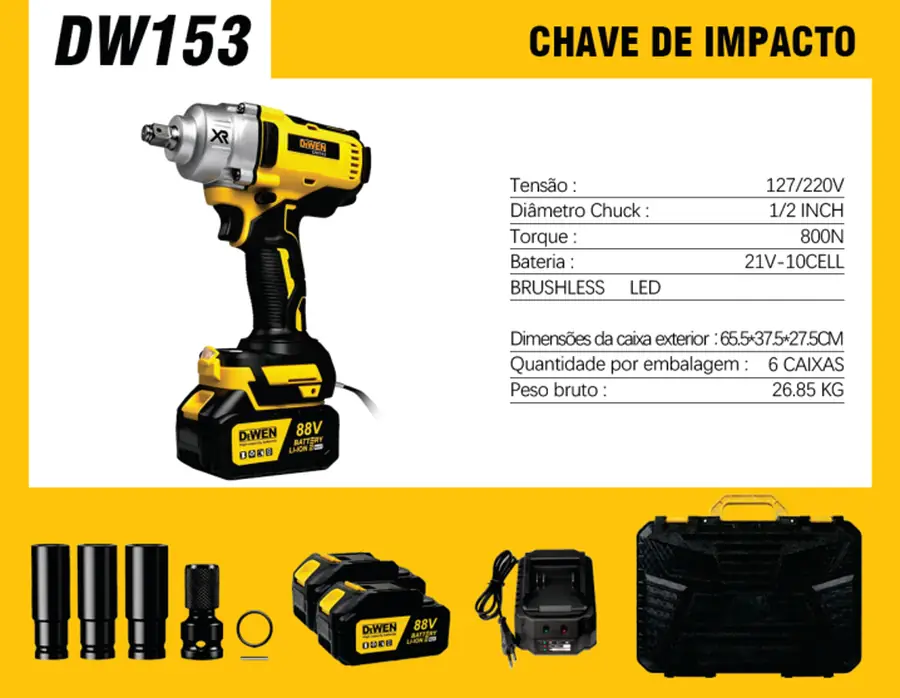 DW153
CHAVE DE IMPACTO
XR
DiWEN
Tensão : 127/220V
Diâmetro Chuck : 1/2 INCH
Torque : 800N
Bateria : 21V-10CELL
BRUSHLESS LED
Dimensões da caixa exterior : 65.5*37.5*27.5CM
Quantidade por embalagem : 6 CAIXAS
Peso bruto : 26.85 KG
DiWEN
88V
BATTERY
LI-ION
DiWEN
88V
BATTERY
LI-ION